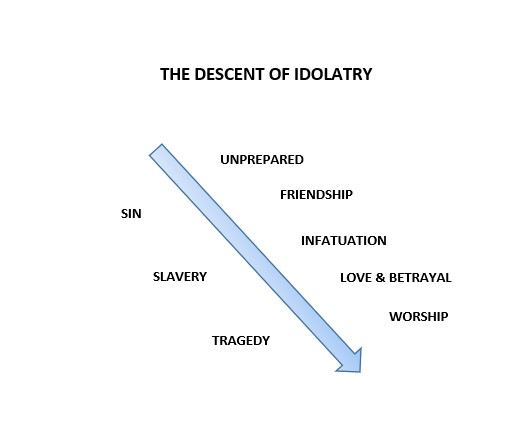 THE DESCENT OF IDOLATRY
UNPREPARED
FRIENDSHIP
SIN
INFATUATION
SLAVERY
LOVE & BETRAYAL
WORSHIP
TRAGEDY